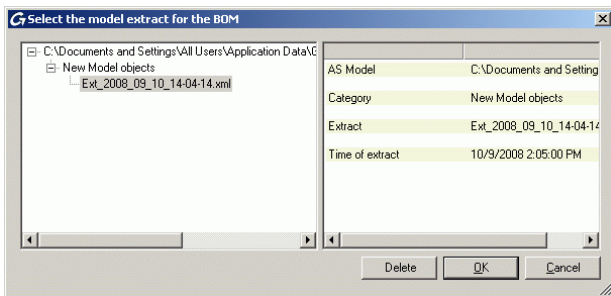 Select the model extract for the BOM
C:\Documents and Settings\All Users\Application Data\G
New Model objects
Ext_2008_09_10_14-04-14.xml
AS Model C:\Documents and Setting
Category New Model objects
Extract Ext_2008_09_10_14-04-14
Time of extract 10/9/2008 2:05:00 PM
Delete OK Cancel